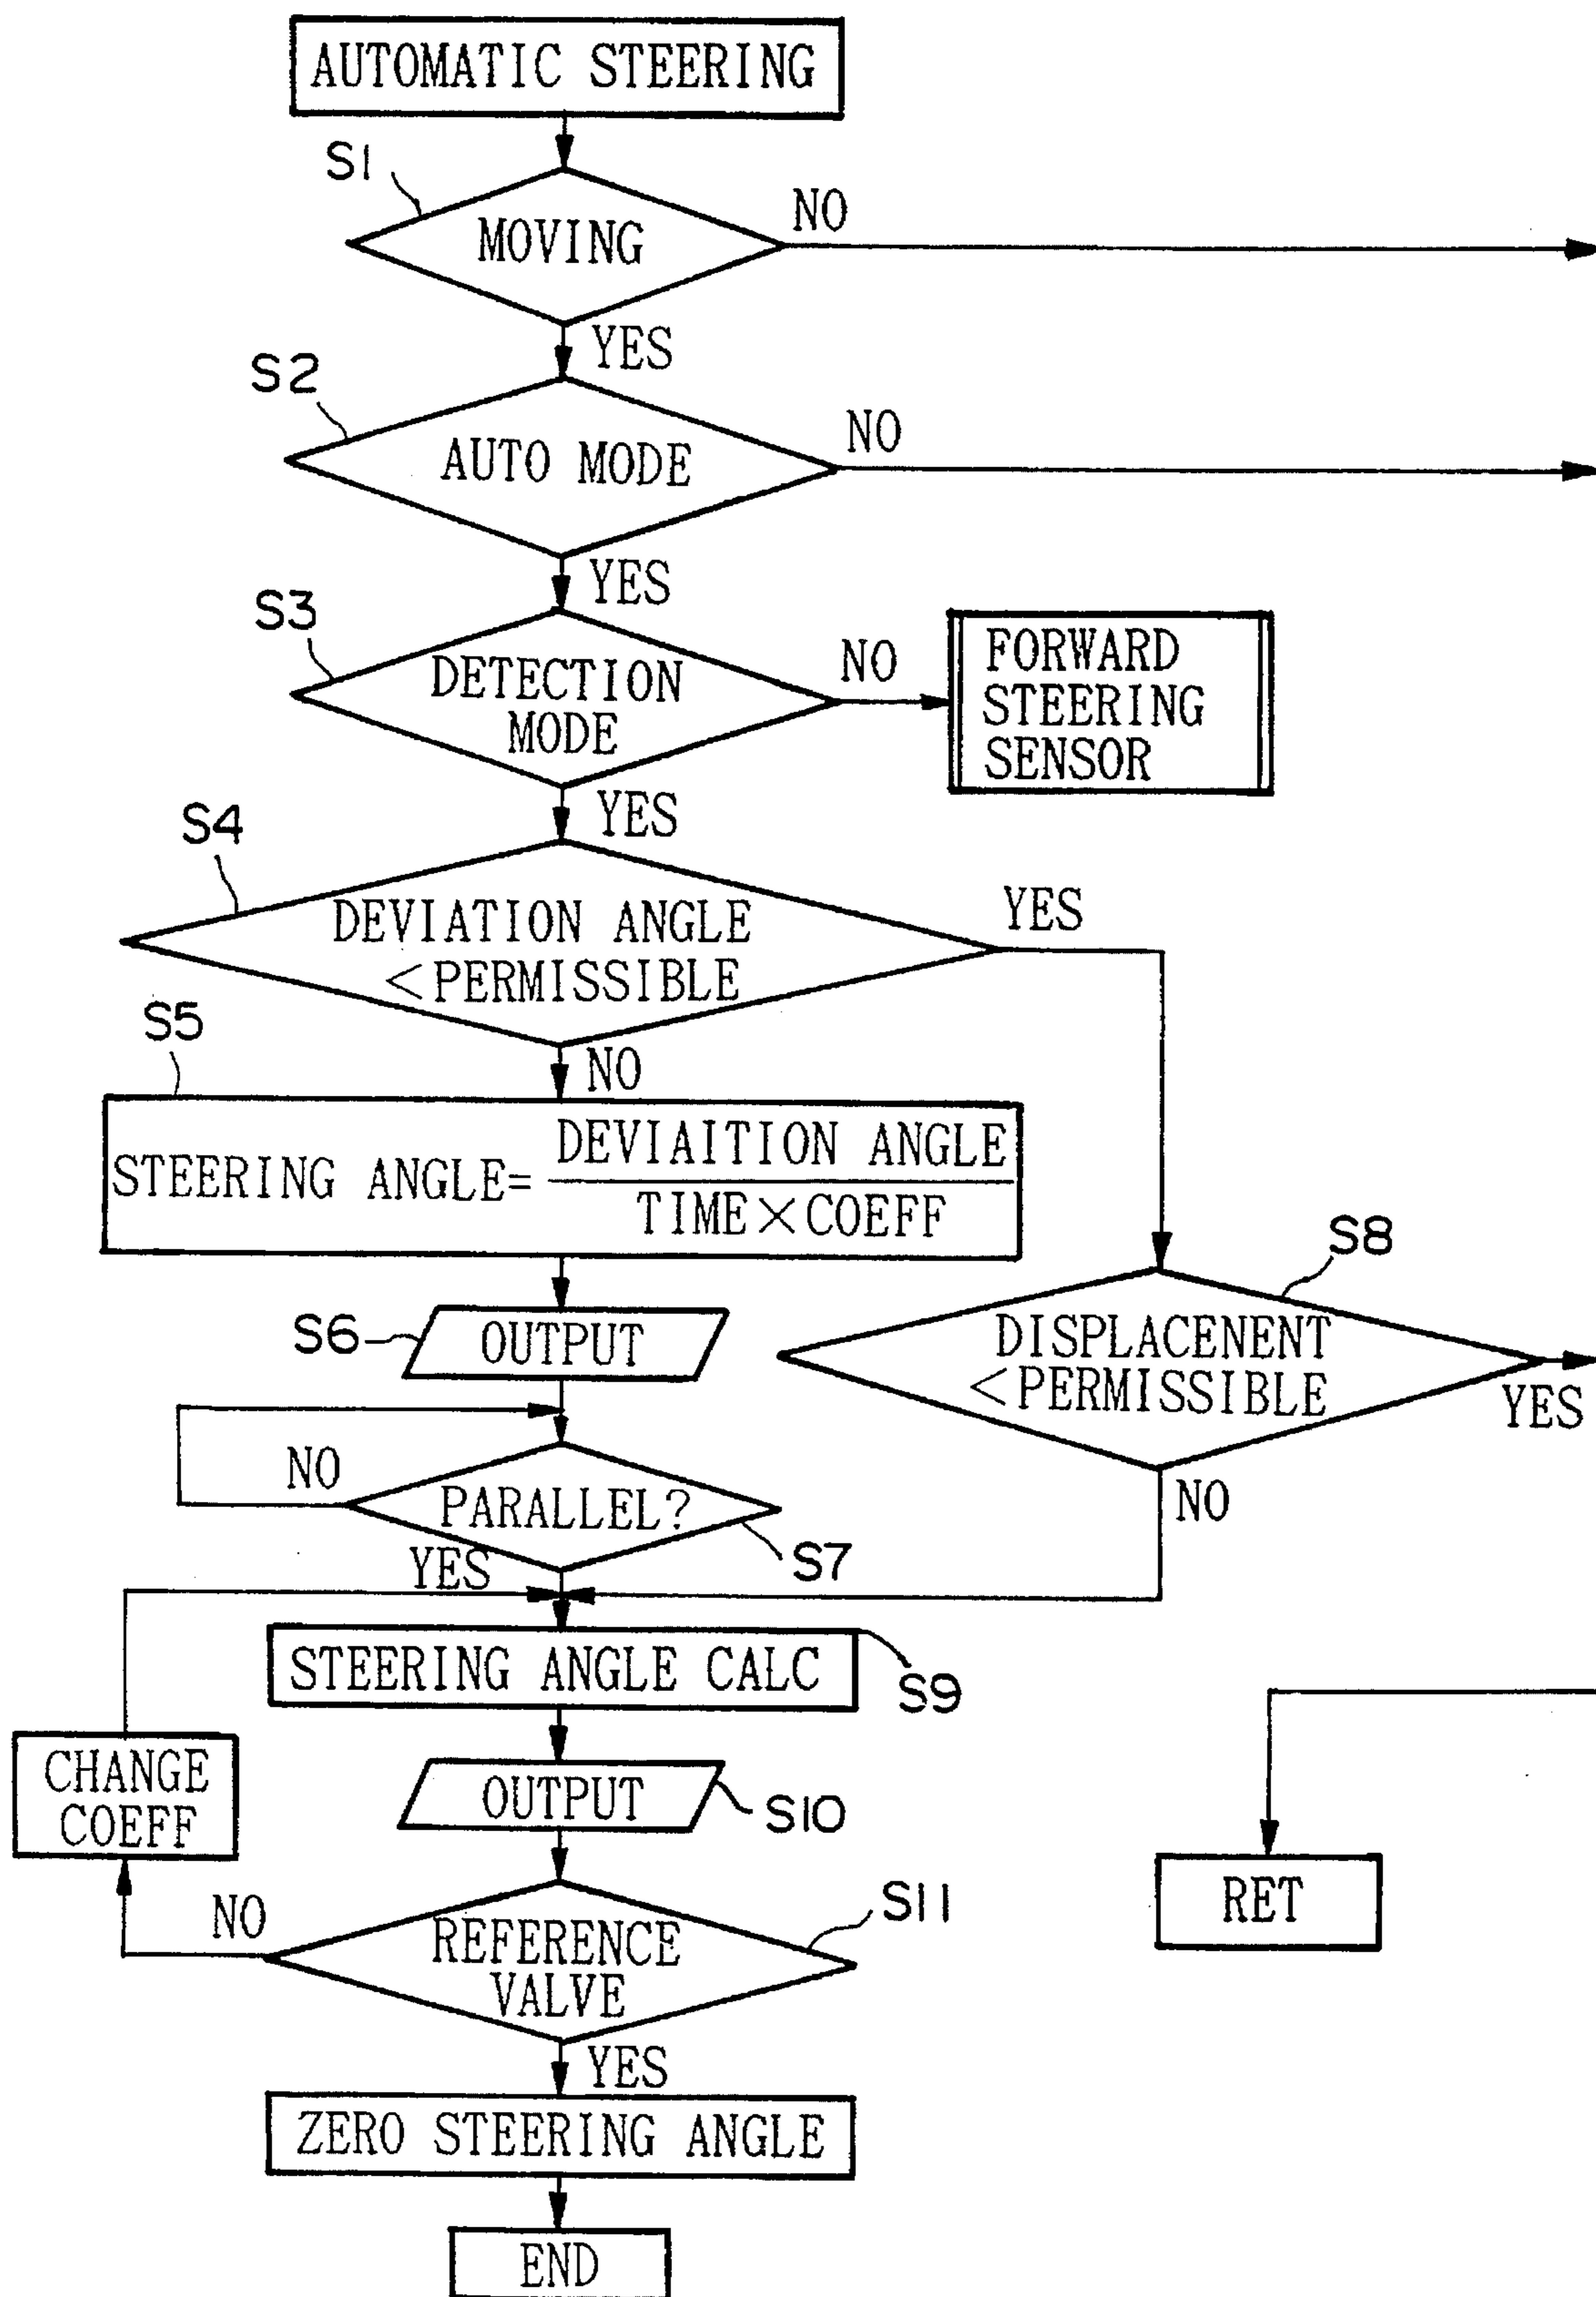 AUTOMATIC STEERING
S1
MOVING
NO
YES
S2
AUTO MODE
NO
YES
S3
DETECTION
MODE
NO
FORWARD
STEERING
SENSOR
YES
S4
DEVIATION ANGLE
<PERMISSIBLE
YES
NO
S5
STEERING ANGLE=
DEVIAITION ANGLE
TIME×COEFF
S6
OUTPUT
S8
DISPLACENENT
<PERMISSIBLE
YES
NO
NO
PARALLEL?
S7
YES
STEERING ANGLE CALC
S9
CHANGE
COEFF
OUTPUT
S10
RET
NO
REFERENCE
VALVE
S11
YES
ZERO STEERING ANGLE
END